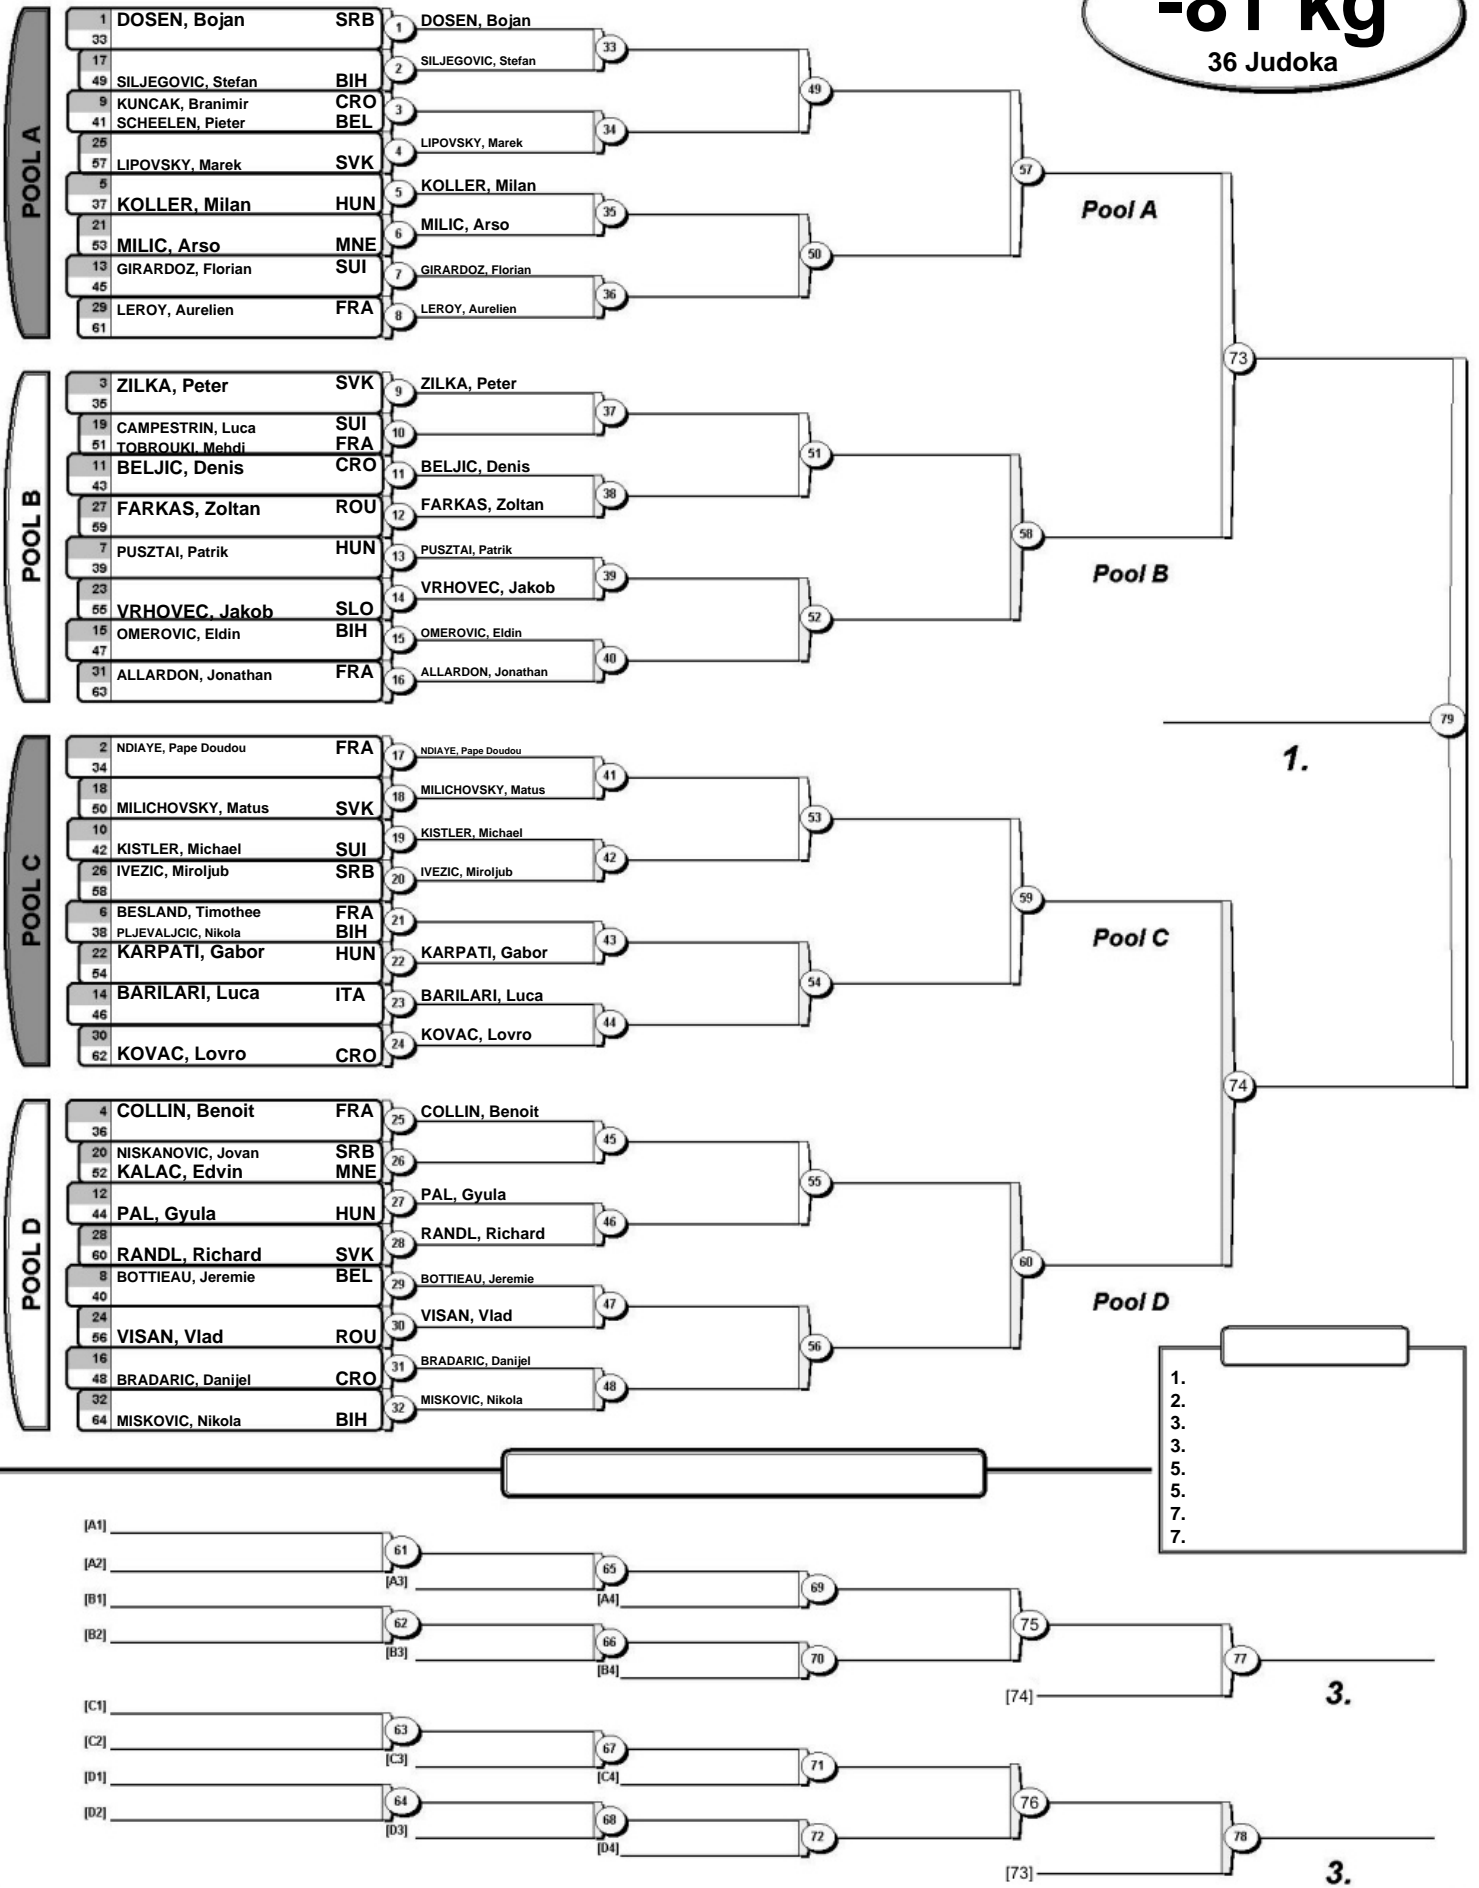 -81 kg
36 Judoka
POOL A
1 DOSEN, Bojan SRB
33
17
49 SILJEGOVIC, Stefan BIH
9 KUNCAK, Branimir CRO
41 SCHEELEN, Pieter BEL
25
57 LIPOVSKY, Marek SVK
5
37 KOLLER, Milan HUN
21
53 MILIC, Arso MNE
13 GIRARDOZ, Florian SUI
45
29 LEROY, Aurelien FRA
61
1 DOSEN, Bojan
2 SILJEGOVIC, Stefan
3
4 LIPOVSKY, Marek
5 KOLLER, Milan
6 MILIC, Arso
7 GIRARDOZ, Florian
8 LEROY, Aurelien
33
34
35
36
49
50
57
Pool A
POOL B
3 ZILKA, Peter SVK
35
19 CAMPESTRIN, Luca SUI
51 TOBROUKI, Mehdi FRA
11 BELJIC, Denis CRO
43
27 FARKAS, Zoltan ROU
59
7 PUSZTAI, Patrik HUN
39
23
55 VRHOVEC, Jakob SLO
15 OMEROVIC, Eldin BIH
47
31 ALLARDON, Jonathan FRA
63
9 ZILKA, Peter
10
11 BELJIC, Denis
12 FARKAS, Zoltan
13 PUSZTAI, Patrik
14 VRHOVEC, Jakob
15 OMEROVIC, Eldin
16 ALLARDON, Jonathan
37
38
39
40
51
52
58
Pool B
73
79
1.
POOL C
2 NDIAYE, Pape Doudou FRA
34
18
50 MILICHOVSKY, Matus SVK
10
42 KISTLER, Michael SUI
26 IVEZIC, Miroljub SRB
58
6 BESLAND, Timothee FRA
38 PLJEVALJCIC, Nikola BIH
22 KARPATI, Gabor HUN
54
14 BARILARI, Luca ITA
46
30
62 KOVAC, Lovro CRO
17 NDIAYE, Pape Doudou
18 MILICHOVSKY, Matus
19 KISTLER, Michael
20 IVEZIC, Miroljub
21
22 KARPATI, Gabor
23 BARILARI, Luca
24 KOVAC, Lovro
41
42
43
44
53
54
59
Pool C
POOL D
4 COLLIN, Benoit FRA
36
20 NISKANOVIC, Jovan SRB
52 KALAC, Edvin MNE
12
44 PAL, Gyula HUN
28
60 RANDL, Richard SVK
8 BOTTIEAU, Jeremie BEL
40
24
56 VISAN, Vlad ROU
16
48 BRADARIC, Danijel CRO
32
64 MISKOVIC, Nikola BIH
25 COLLIN, Benoit
26
27 PAL, Gyula
28 RANDL, Richard
29 BOTTIEAU, Jeremie
30 VISAN, Vlad
31 BRADARIC, Danijel
32 MISKOVIC, Nikola
45
46
47
48
55
56
60
Pool D
74
1.
2.
3.
3.
5.
5.
7.
7.
[A1]
61
[A2]
[A3]
65
[A4]
69
[B1]
62
[B2]
[B3]
66
[B4]
70
75
[74]
77
3.
[C1]
63
[C2]
[C3]
67
[C4]
71
[D1]
64
[D2]
[D3]
68
[D4]
72
76
[73]
78
3.